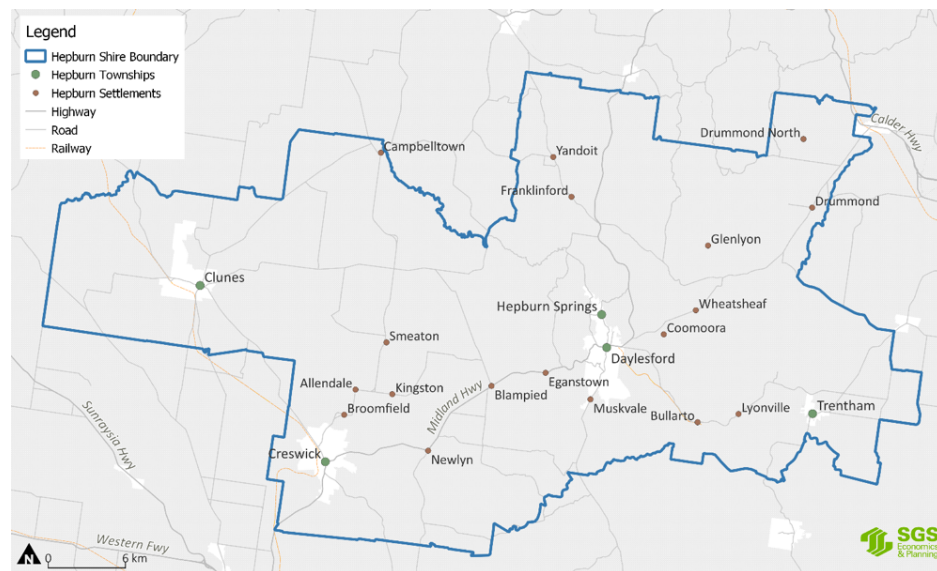 Legend
Hepburn Shire Boundary
Hepburn Townships
Hepburn Settlements
Highway
Road
Railway
Calder Hwy
Drummond North
Campbelltown
Yandoit
Franklinford
Drummond
Glenlyon
Clunes
Hepburn Springs
Wheatsheaf
Coomoora
Smeaton
Daylesford
Allendale
Kingston
Midland Hwy
Blampied
Eganstown
Broomfield
Muskvale
Bullarto
Lyonville
Trentham
Sunraysia Hwy
Creswick
Newlyn
Western Fwy
N
0 6 km
SGS
Economics
& Planning